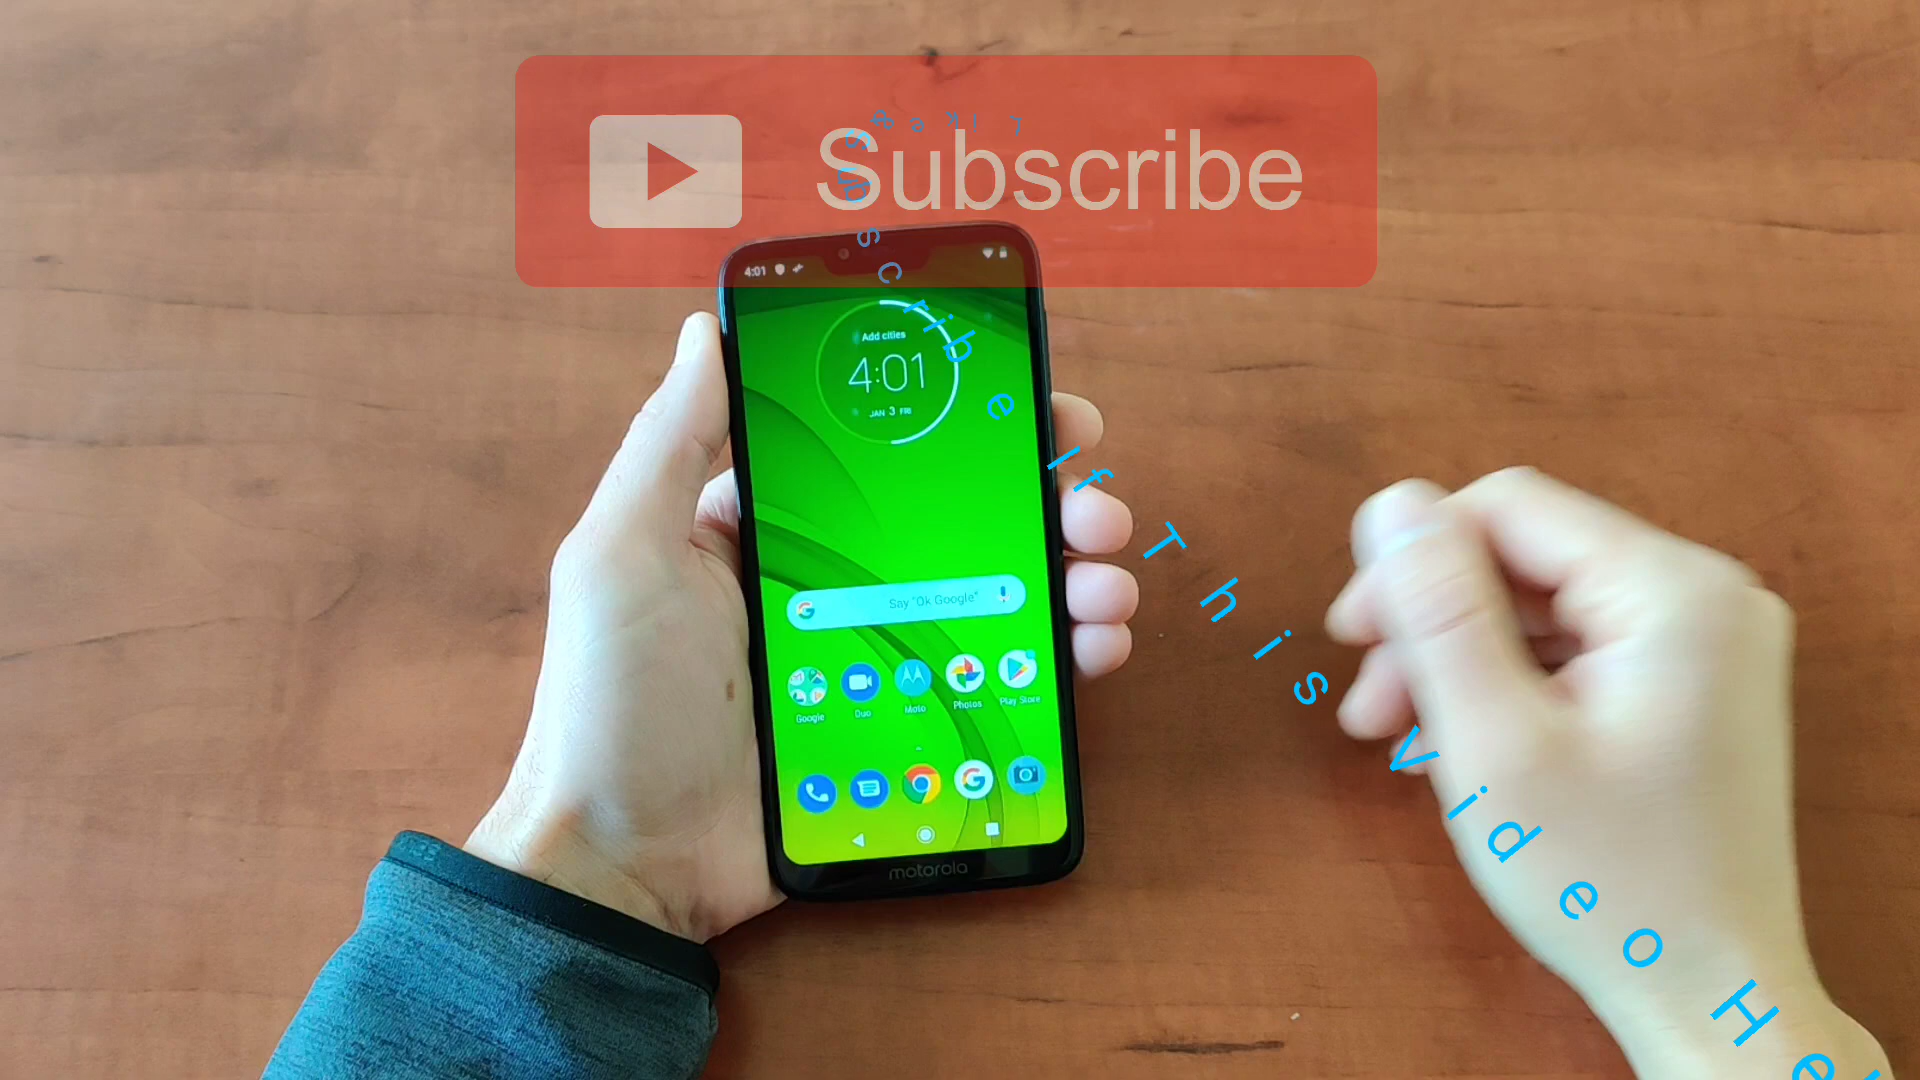 Subscribe
Like & Subscribe If This Video He
4:01
Add cities
4:01
JAN 3 FRI
Say "Ok Google"
Google Duo Moto Photos Play Store
motorola